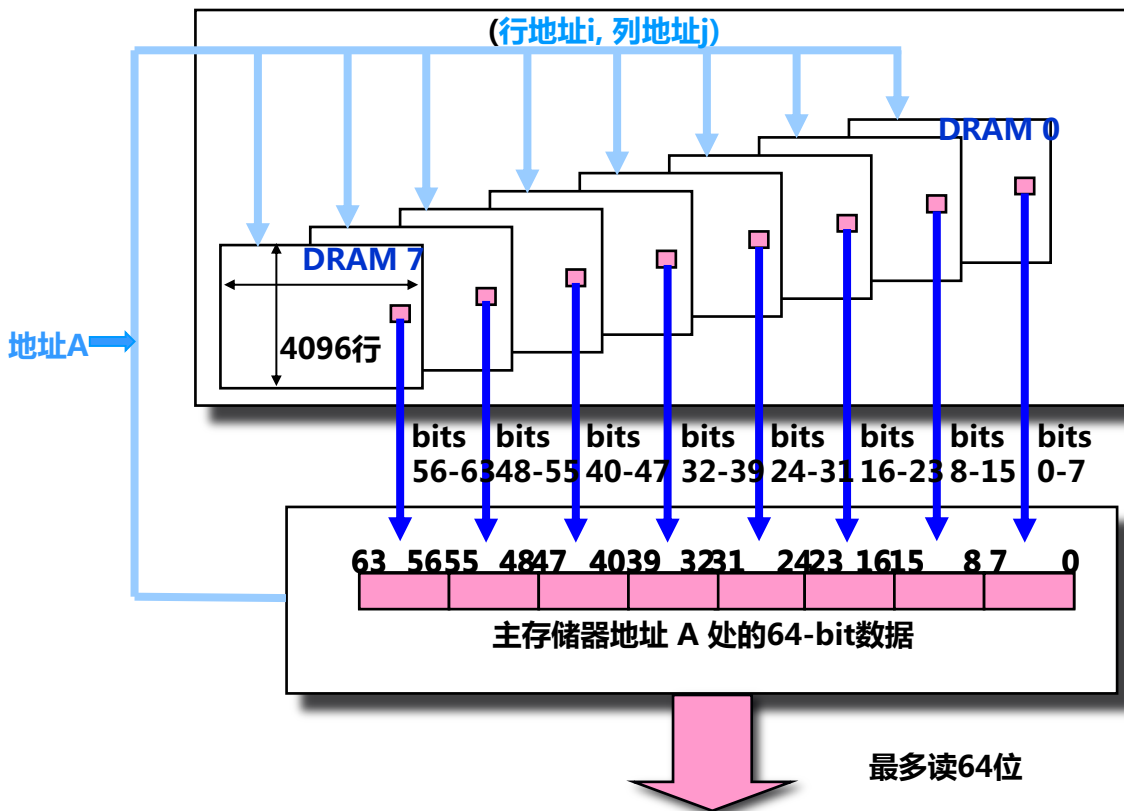 (行地址i, 列地址j)
DRAM 0
DRAM 7
4096行
地址A
bits bits bits bits bits bits bits bits
56-63 48-55 40-47 32-39 24-31 16-23 8-15 0-7
63 56 55 48 47 40 39 32 31 24 23 16 15 8 7 0
主存储器地址 A 处的64-bit数据
最多读64位